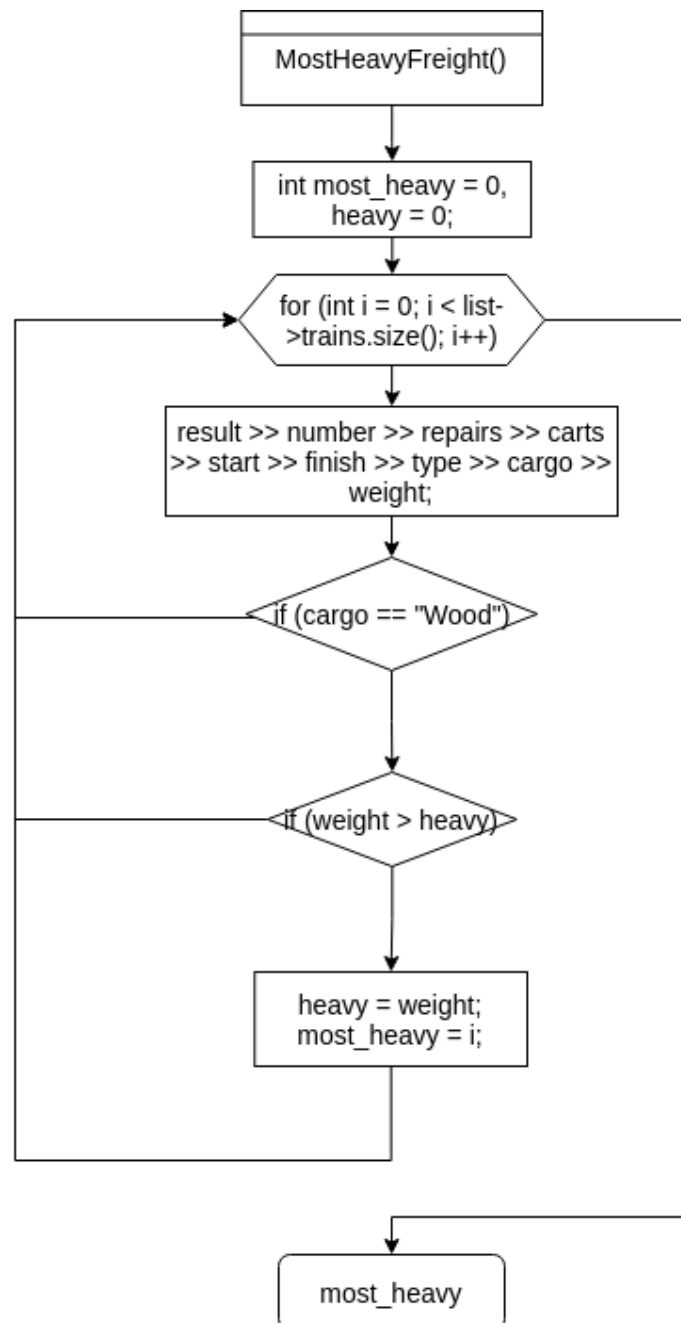 MostHeavyFreight()
int most_heavy = 0,
heavy = 0;
for (int i = 0; i < list-
>trains.size(); i++)
result >> number >> repairs >> carts
>> start >> finish >> type >> cargo >>
weight;
if (cargo == "Wood")
if (weight > heavy)
heavy = weight;
most_heavy = i;
most_heavy